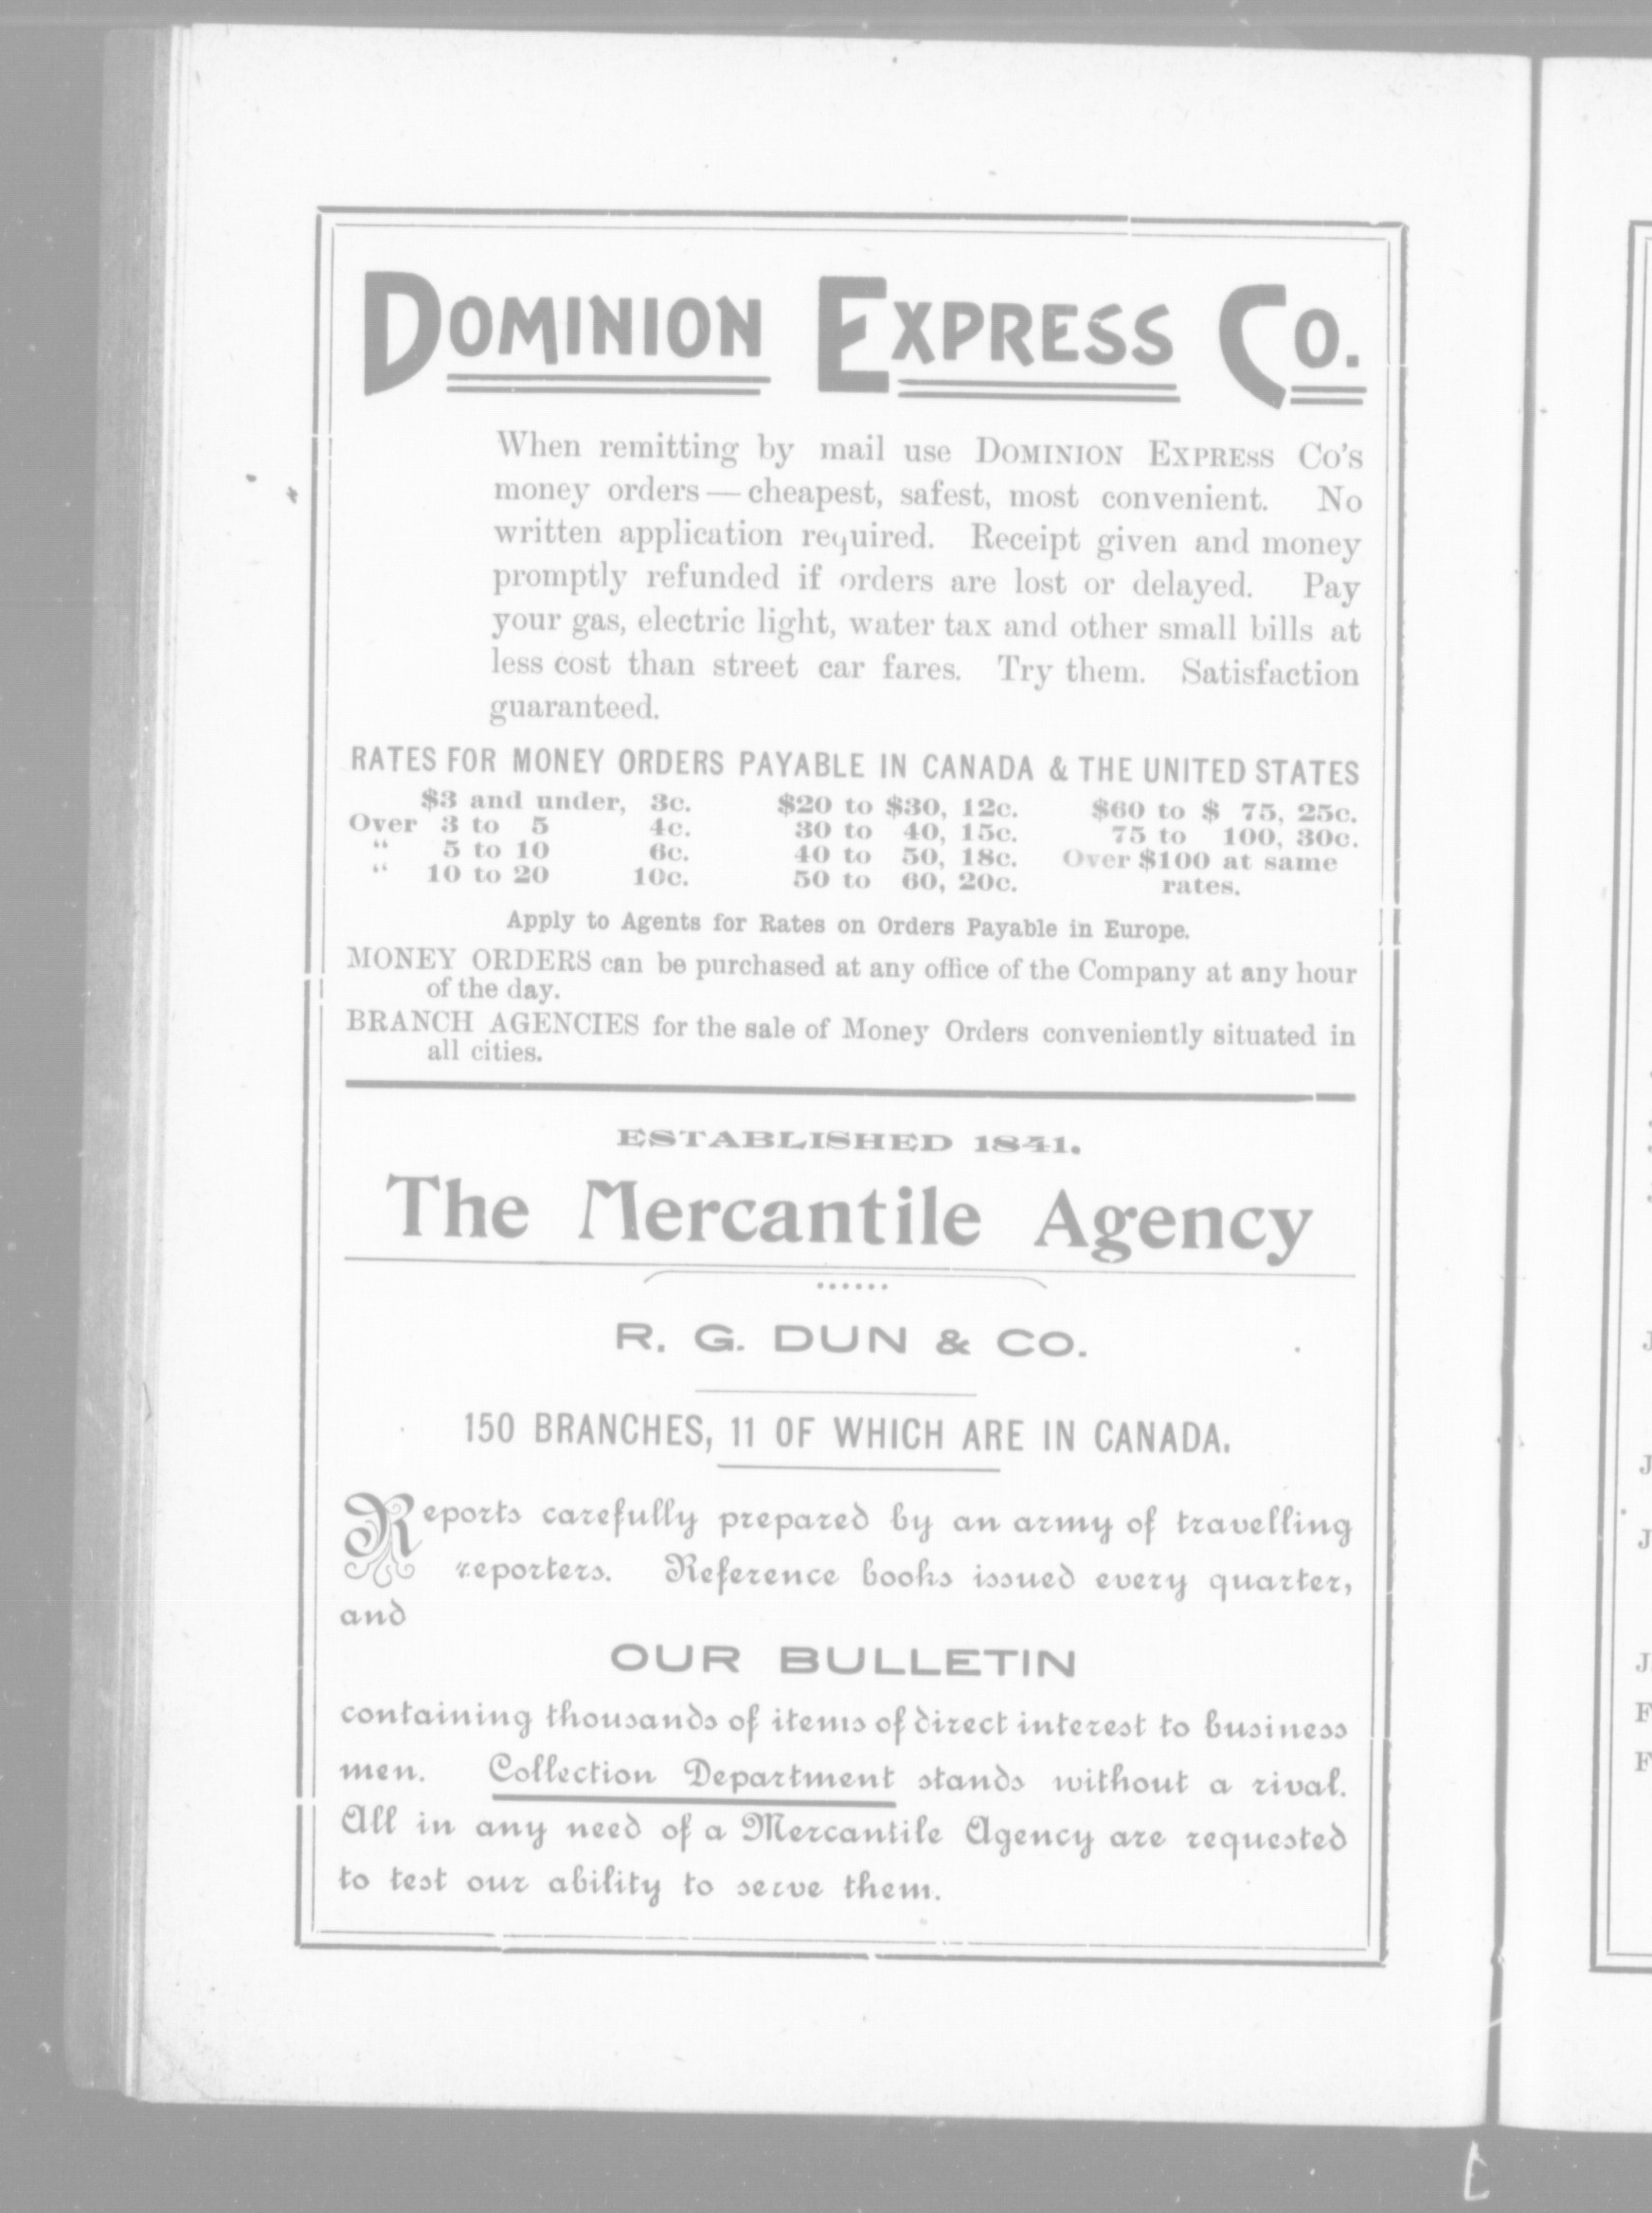 DOMINION EXPRESS CO.
When remitting by mail use DOMINION EXPRESS Co's
money orders — cheapest, safest, most convenient. No
written application required. Receipt given and money
promptly refunded if orders are lost or delayed. Pay
your gas, electric light, water tax and other small bills at
less cost than street car fares. Try them. Satisfaction
guaranteed.
RATES FOR MONEY ORDERS PAYABLE IN CANADA & THE UNITED STATES
$3 and under, 3c. $20 to $30, 12c. $60 to $ 75, 25c.
Over 3 to 5 4c. 30 to 40, 15c. 75 to 100, 30c.
“ 5 to 10 6c. 40 to 50, 18c. Over $100 at same
“ 10 to 20 10c. 50 to 60, 20c. rates.
Apply to Agents for Rates on Orders Payable in Europe.
MONEY ORDERS can be purchased at any office of the Company at any hour
of the day.
BRANCH AGENCIES for the sale of Money Orders conveniently situated in
all cities.
ESTABLISHED 1841.
The Mercantile Agency
R. G. DUN & CO.
150 BRANCHES, 11 OF WHICH ARE IN CANADA.
Reports carefully prepared by an army of travelling
reporters. Reference books issued every quarter,
and
OUR BULLETIN
containing thousands of items of direct interest to business
men. Collection Department stands without a rival.
All in any need of a Mercantile Agency are requested
to test our ability to serve them.
J
J
J
J
F
F